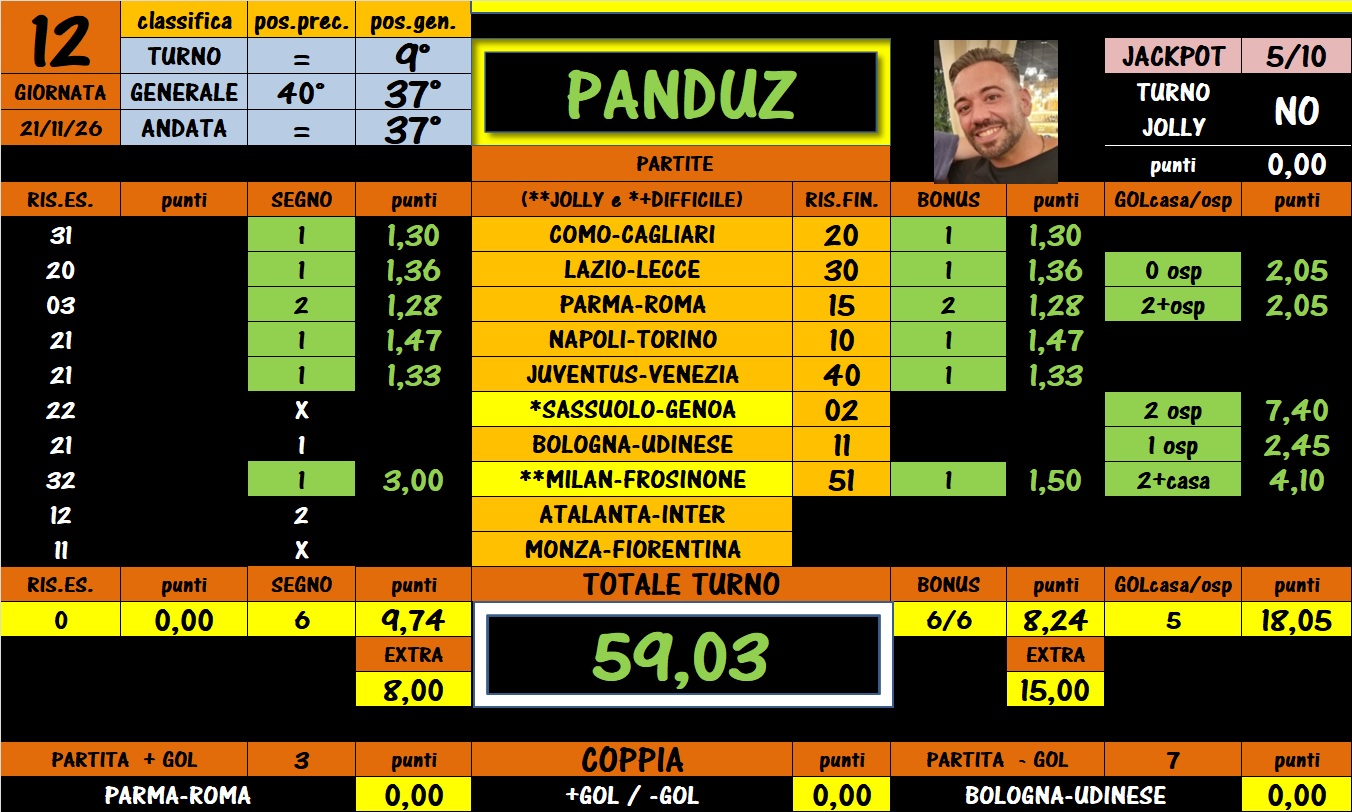 12 classifica pos.prec. pos.gen.
TURNO = 9°
PANDUZ
JACKPOT 5/10
GIORNATA GENERALE 40° 37°
TURNO JOLLY NO
21/11/26 ANDATA = 37°
PARTITE
punti 0,00
RIS.ES. punti SEGNO punti (**JOLLY e *+DIFFICILE) RIS.FIN. BONUS punti GOLcasa/osp punti
31 1 1,30 COMO-CAGLIARI 20 1 1,30
20 1 1,36 LAZIO-LECCE 30 1 1,36 0 osp 2,05
03 2 1,28 PARMA-ROMA 15 2 1,28 2+osp 2,05
21 1 1,47 NAPOLI-TORINO 10 1 1,47
21 1 1,33 JUVENTUS-VENEZIA 40 1 1,33
22 X *SASSUOLO-GENOA 02 2 osp 7,40
21 1 BOLOGNA-UDINESE 11 1 osp 2,45
32 1 3,00 **MILAN-FROSINONE 51 1 1,50 2+casa 4,10
12 2 ATALANTA-INTER
11 X MONZA-FIORENTINA
RIS.ES. punti SEGNO punti TOTALE TURNO BONUS punti GOLcasa/osp punti
0 0,00 6 9,74 59,03 6/6 8,24 5 18,05
EXTRA EXTRA
8,00 15,00
PARTITA + GOL 3 punti COPPIA punti PARTITA - GOL 7 punti
PARMA-ROMA 0,00 +GOL / -GOL 0,00 BOLOGNA-UDINESE 0,00